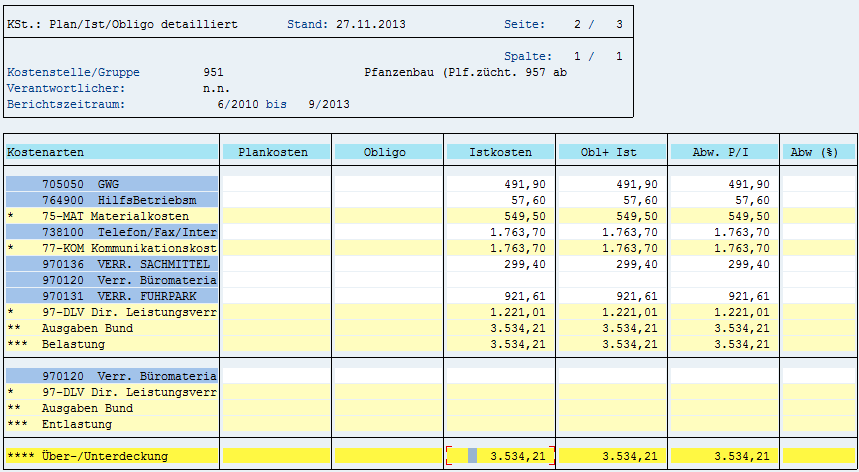 KSt.: Plan/Ist/Obligo detailliert Stand: 27.11.2013 Seite: 2 / 3
Spalte: 1 / 1
Kostenstelle/Gruppe 951 Pfanzenbau (Plf.zücht. 957 ab
Verantwortlicher: n.n.
Berichtszeitraum: 6/2010 bis 9/2013
Kostenarten Plankosten Obligo Istkosten Obl+ Ist Abw. P/I Abw (%)
705050 GWG 491,90 491,90 491,90
764900 HilfsBetriebsm 57,60 57,60 57,60
* 75-MAT Materialkosten 549,50 549,50 549,50
738100 Telefon/Fax/Inter 1.763,70 1.763,70 1.763,70
* 77-KOM Kommunikationskost 1.763,70 1.763,70 1.763,70
970136 VERR. SACHMITTEL 299,40 299,40 299,40
970120 Verr. Büromateria
970131 VERR. FUHRPARK 921,61 921,61 921,61
* 97-DLV Dir. Leistungsverr 1.221,01 1.221,01 1.221,01
** Ausgaben Bund 3.534,21 3.534,21 3.534,21
*** Belastung 3.534,21 3.534,21 3.534,21
970120 Verr. Büromateria
* 97-DLV Dir. Leistungsverr
** Ausgaben Bund
*** Entlastung
**** Über-/Unterdeckung 3.534,21 3.534,21 3.534,21